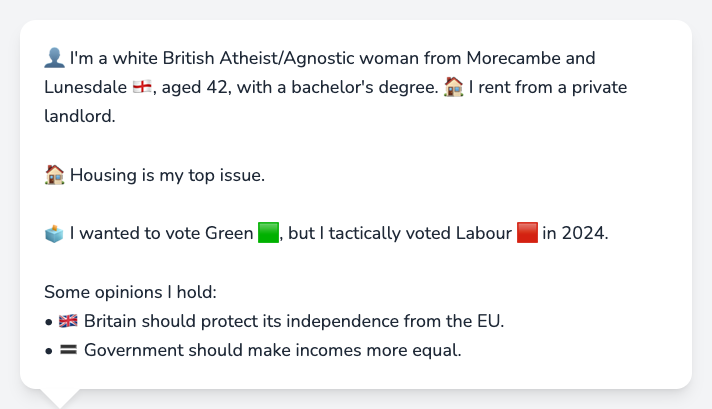 👤 I'm a white British Atheist/Agnostic woman from Morecambe and
Lunesdale 🏴󠁧󠁢󠁥󠁮󠁧󠁿, aged 42, with a bachelor's degree. 🏠 I rent from a private
landlord.
🏠 Housing is my top issue.
🗳️ I wanted to vote Green 🟩, but I tactically voted Labour 🟥 in 2024.
Some opinions I hold:
• 🇬🇧 Britain should protect its independence from the EU.
• 🟰 Government should make incomes more equal.